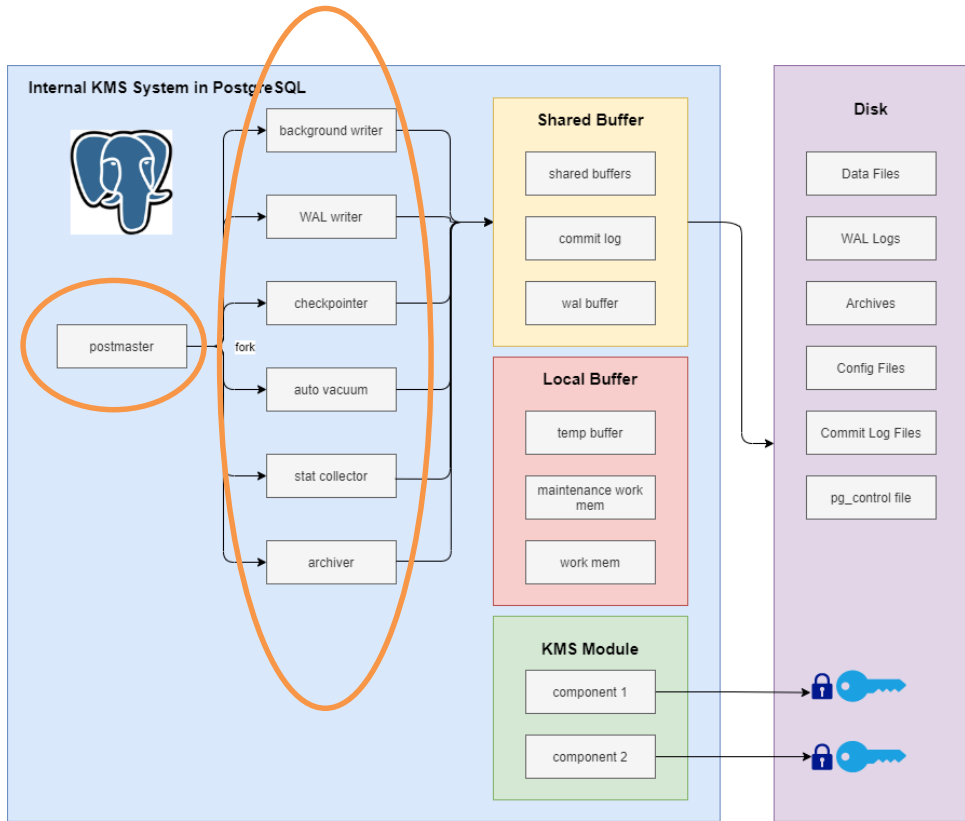 Internal KMS System in PostgreSQL
background writer
WAL writer
checkpointer
postmaster
fork
auto vacuum
stat collector
archiver
Shared Buffer
shared buffers
commit log
wal buffer
Local Buffer
temp buffer
maintenance work
mem
work mem
KMS Module
component 1
component 2
Disk
Data Files
WAL Logs
Archives
Config Files
Commit Log Files
pg_control file